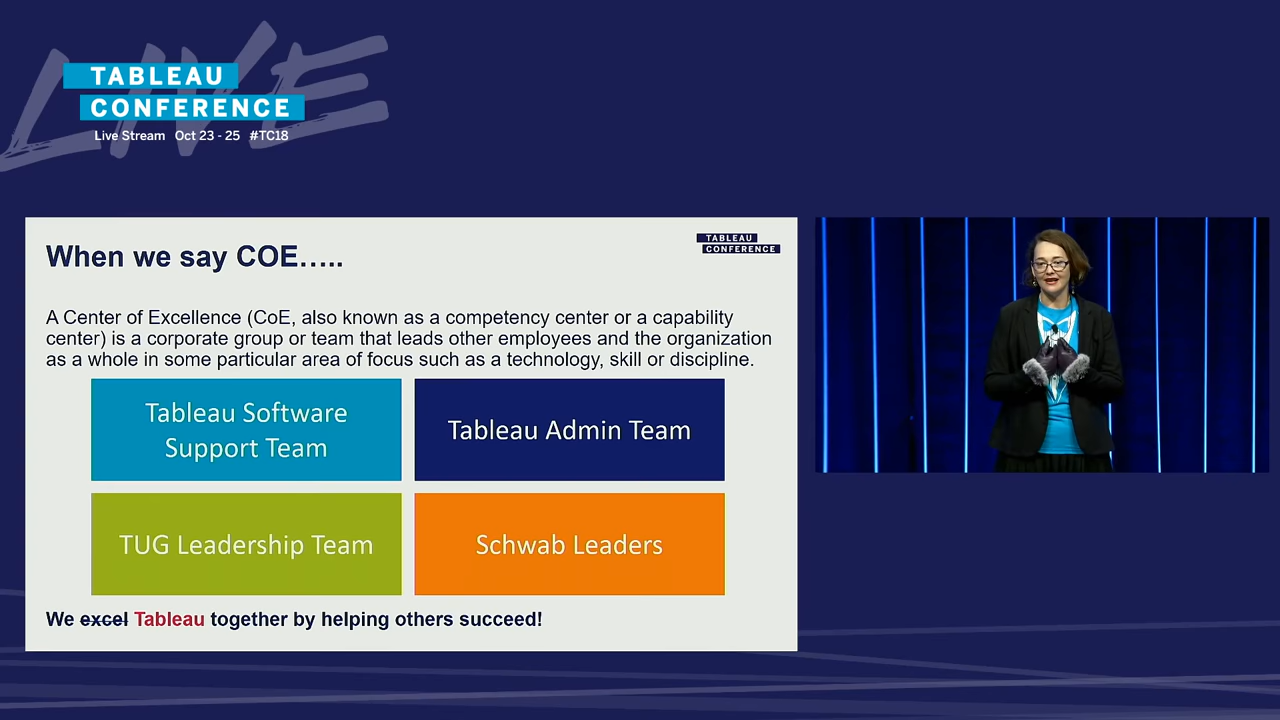 LIVE
TABLEAU
CONFERENCE
Live Stream Oct 23 - 25 #TC18
When we say COE…..
TABLEAU
CONFERENCE
A Center of Excellence (CoE, also known as a competency center or a capability
center) is a corporate group or team that leads other employees and the organization
as a whole in some particular area of focus such as a technology, skill or discipline.
Tableau Software
Support Team
Tableau Admin Team
TUG Leadership Team
Schwab Leaders
We excel Tableau together by helping others succeed!